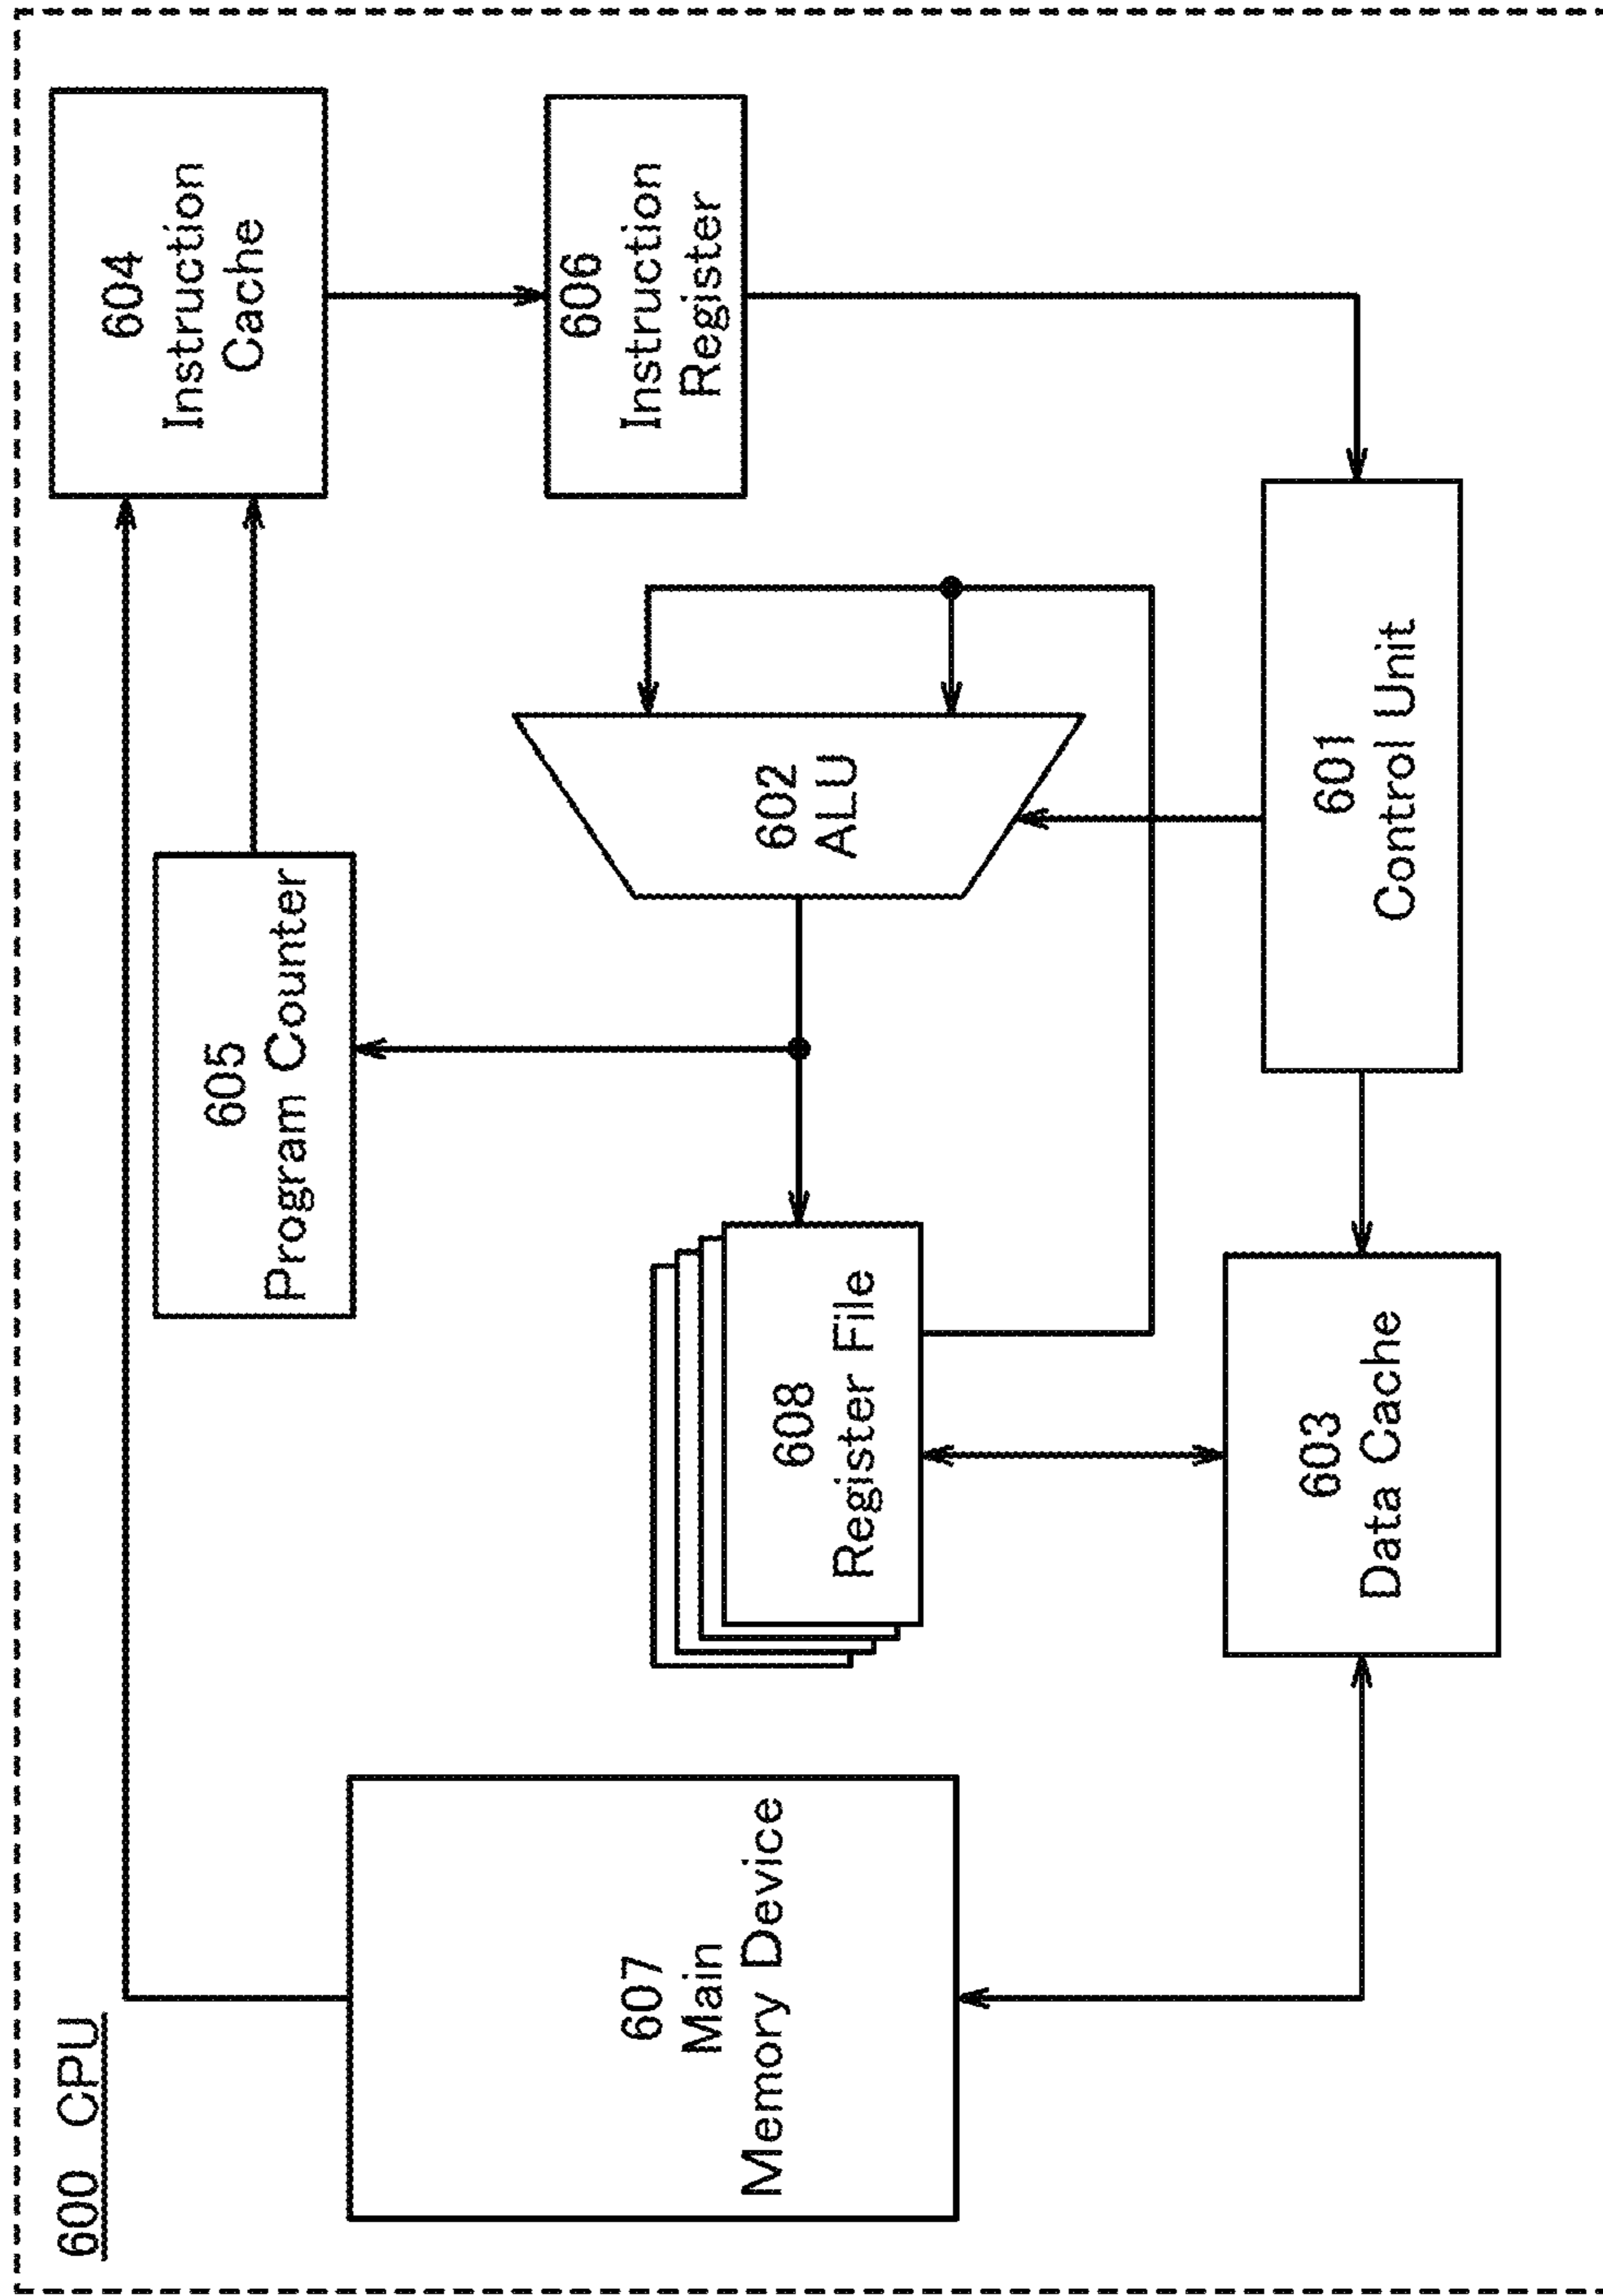 600 CPU
604
Instruction
Cache
605
Program Counter
606
Instruction
Register
607
Main
Memory Device
608
Register File
602
ALU
603
Data Cache
601
Control Unit